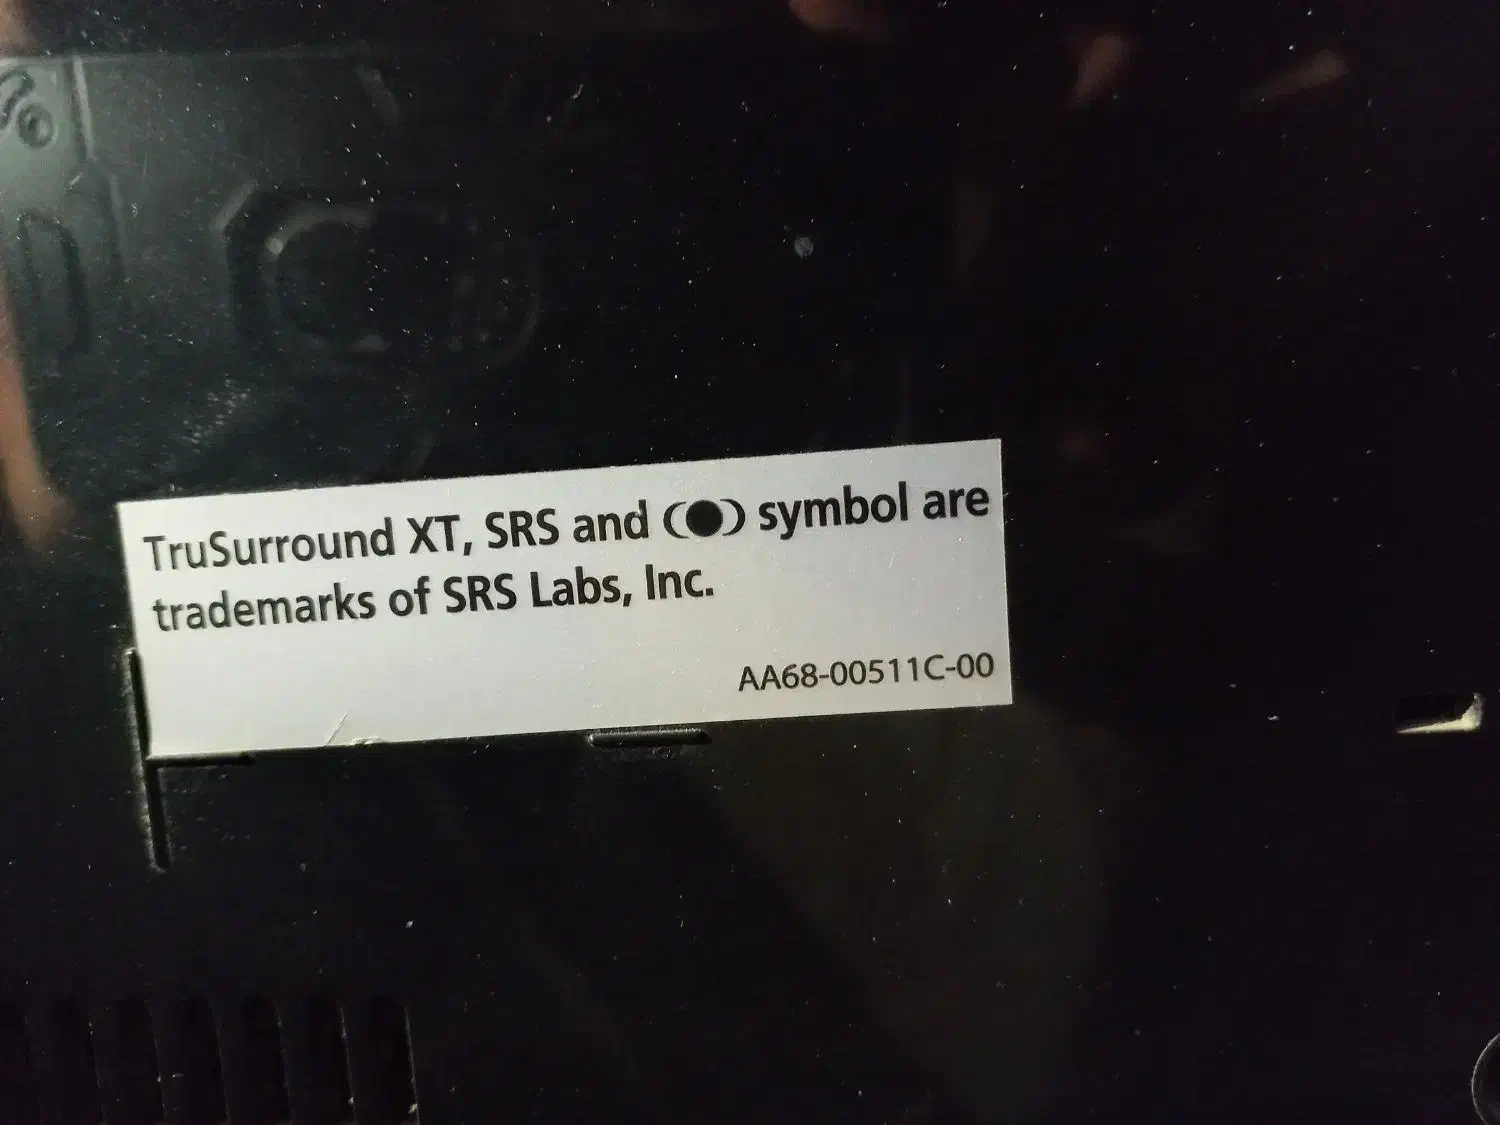 TruSurround XT, SRS and (●) symbol are
trademarks of SRS Labs, Inc.
AA68-00511C-00